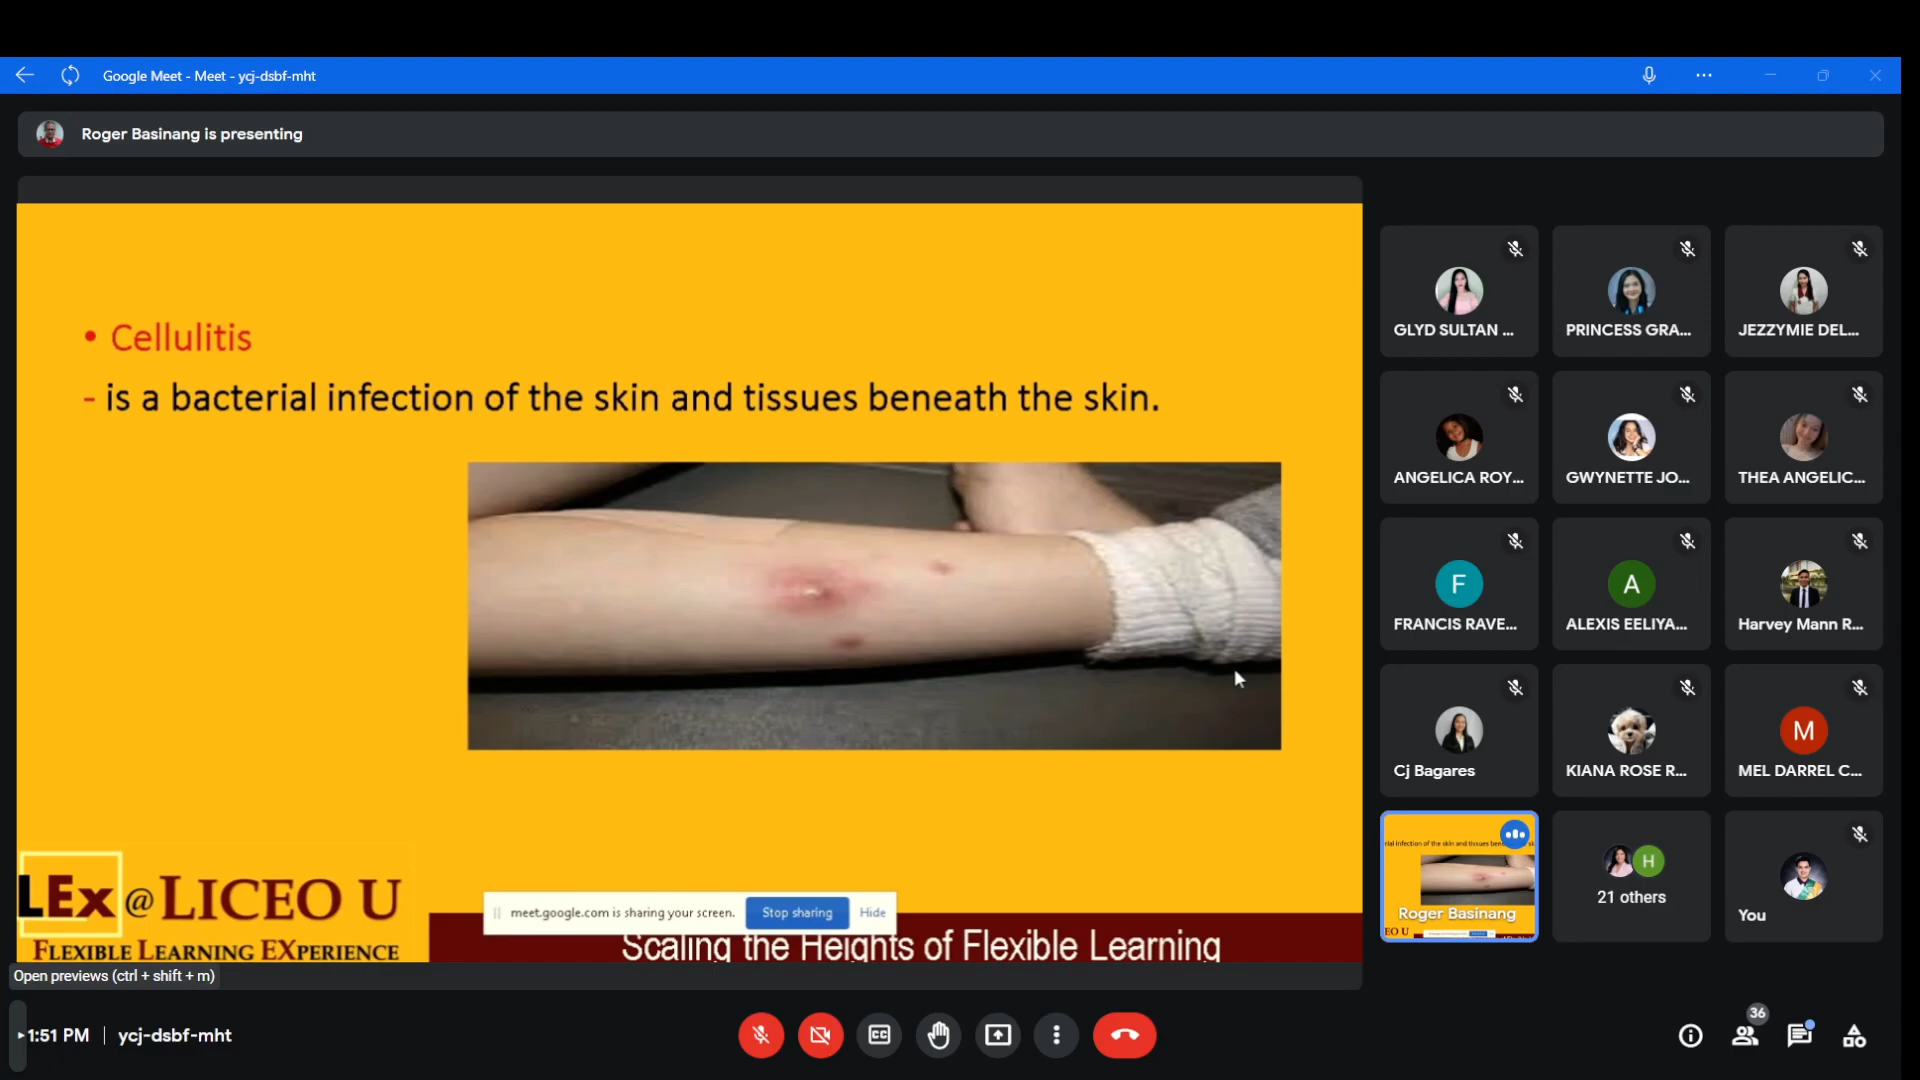 Google Meet - Meet - ycj-dsbf-mht
Roger Basinang is presenting
• Cellulitis
- is a bacterial infection of the skin and tissues beneath the skin.
LEx @ LICEO U
FLEXIBLE LEARNING EXPERIENCE
meet.google.com is sharing your screen.
Stop sharing
Hide
Scaling the Heights of Flexible Learning
Open previews (ctrl + shift + m)
GLYD SULTAN ...
PRINCESS GRA...
JEZZYMIE DEL...
ANGELICA ROY...
GWYNETTE JO...
THEA ANGELIC...
F
FRANCIS RAVE...
A
ALEXIS EELIYA...
Harvey Mann R...
Cj Bagares
KIANA ROSE R...
M
MEL DARREL C...
Roger Basinang
H
21 others
You
1:51 PM | ycj-dsbf-mht
CC
36